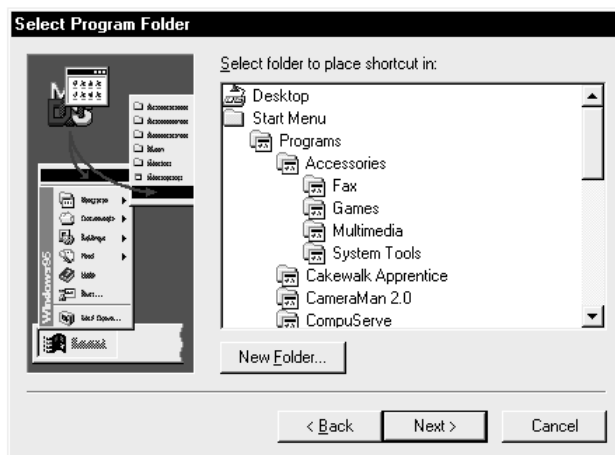 Select Program Folder
Select folder to place shortcut in:
Desktop
Start Menu
Programs
Accessories
Fax
Games
Multimedia
System Tools
Cakewalk Apprentice
CameraMan 2.0
CompuServe
New Folder...
< Back
Next >
Cancel
Windows95